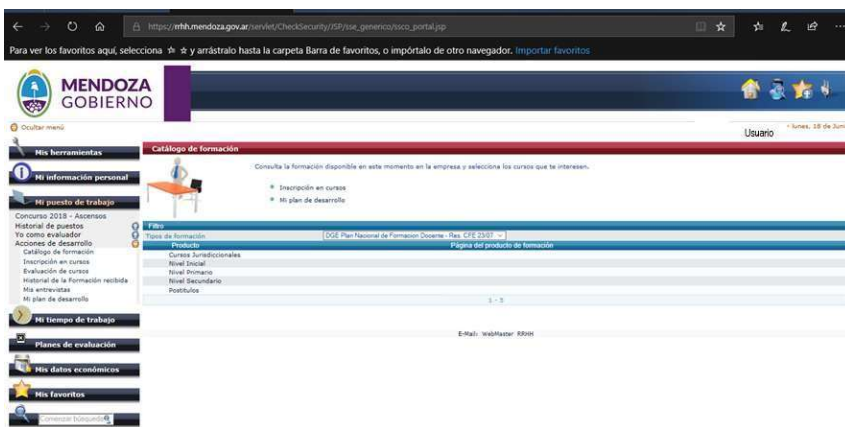 https://rrhh.mendoza.gov.ar/servlet/CheckSecurity/JSP/sse_generico/ssco_portal.jsp
Para ver los favoritos aquí, selecciona y arrástralo hasta la carpeta Barra de favoritos, o impórtalo de otro navegador. Importar favoritos
MENDOZA
GOBIERNO
Ocultar menú
Usuario
- lunes, 18 de Jun
Mis herramientas
Mi información personal
Mi puesto de trabajo
Concurso 2018 - Ascensos
Historial de puestos
Yo como evaluador
Acciones de desarrollo
Catálogo de formación
Inscripción en cursos
Evaluación de cursos
Historial de la Formación recibida
Mis entrevistas
Mi plan de desarrollo
Mi tiempo de trabajo
Planes de evaluación
Mis datos económicos
Mis favoritos
Comenzar búsqueda
Catálogo de formación
Consulta la formación disponible en este momento en la empresa y selecciona los cursos que te interesen.
Inscripción en cursos
Mi plan de desarrollo
Filtro
Tipos de formación DGE Plan Nacional de Formacion Docente - Res. CFE 23/07
Producto Página del producto de formación
Cursos Jurisdiccionales
Nivel Inicial
Nivel Primario
Nivel Secundario
Postitulos
1 - 5
E-Mail: WebMaster RRHH